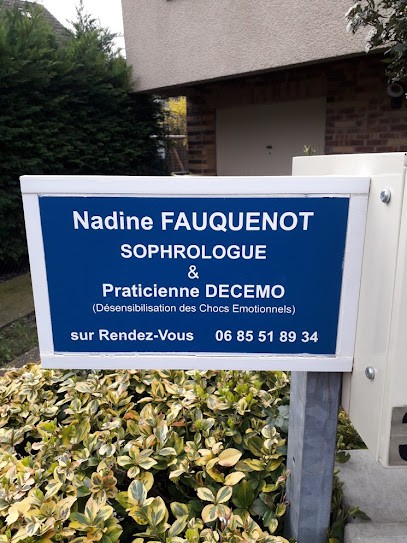 Nadine FAUQUENOT
SOPHROLOGUE
&
Praticienne DECEMO
(Désensibilisation des Chocs Emotionnels)
sur Rendez-Vous 06 85 51 89 34